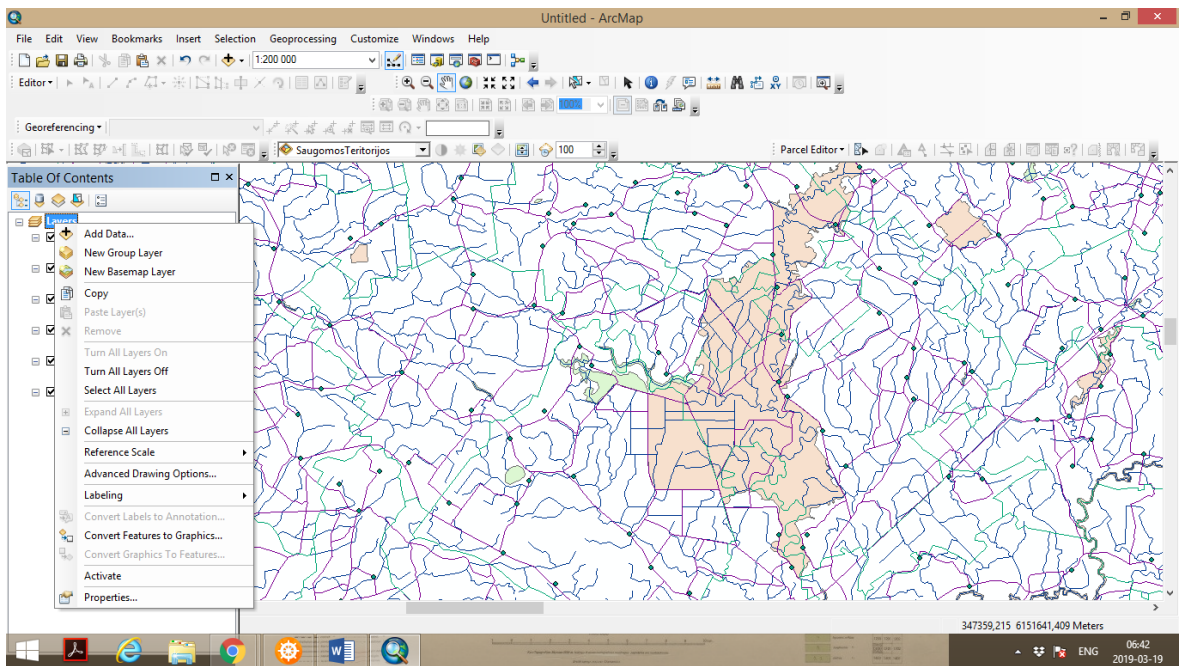 Untitled - ArcMap
File Edit View Bookmarks Insert Selection Geoprocessing Customize Windows Help
1:200 000
Editor
100%
Georeferencing
SaugomosTeritorijos
100
Parcel Editor
Table Of Contents
Layers
Add Data...
New Group Layer
New Basemap Layer
Copy
Paste Layer(s)
Remove
Turn All Layers On
Turn All Layers Off
Select All Layers
Expand All Layers
Collapse All Layers
Reference Scale
Advanced Drawing Options...
Labeling
Convert Labels to Annotation...
Convert Features to Graphics...
Convert Graphics To Features...
Activate
Properties...
347359,215 6151641,409 Meters
ENG
06:42
2019-03-19